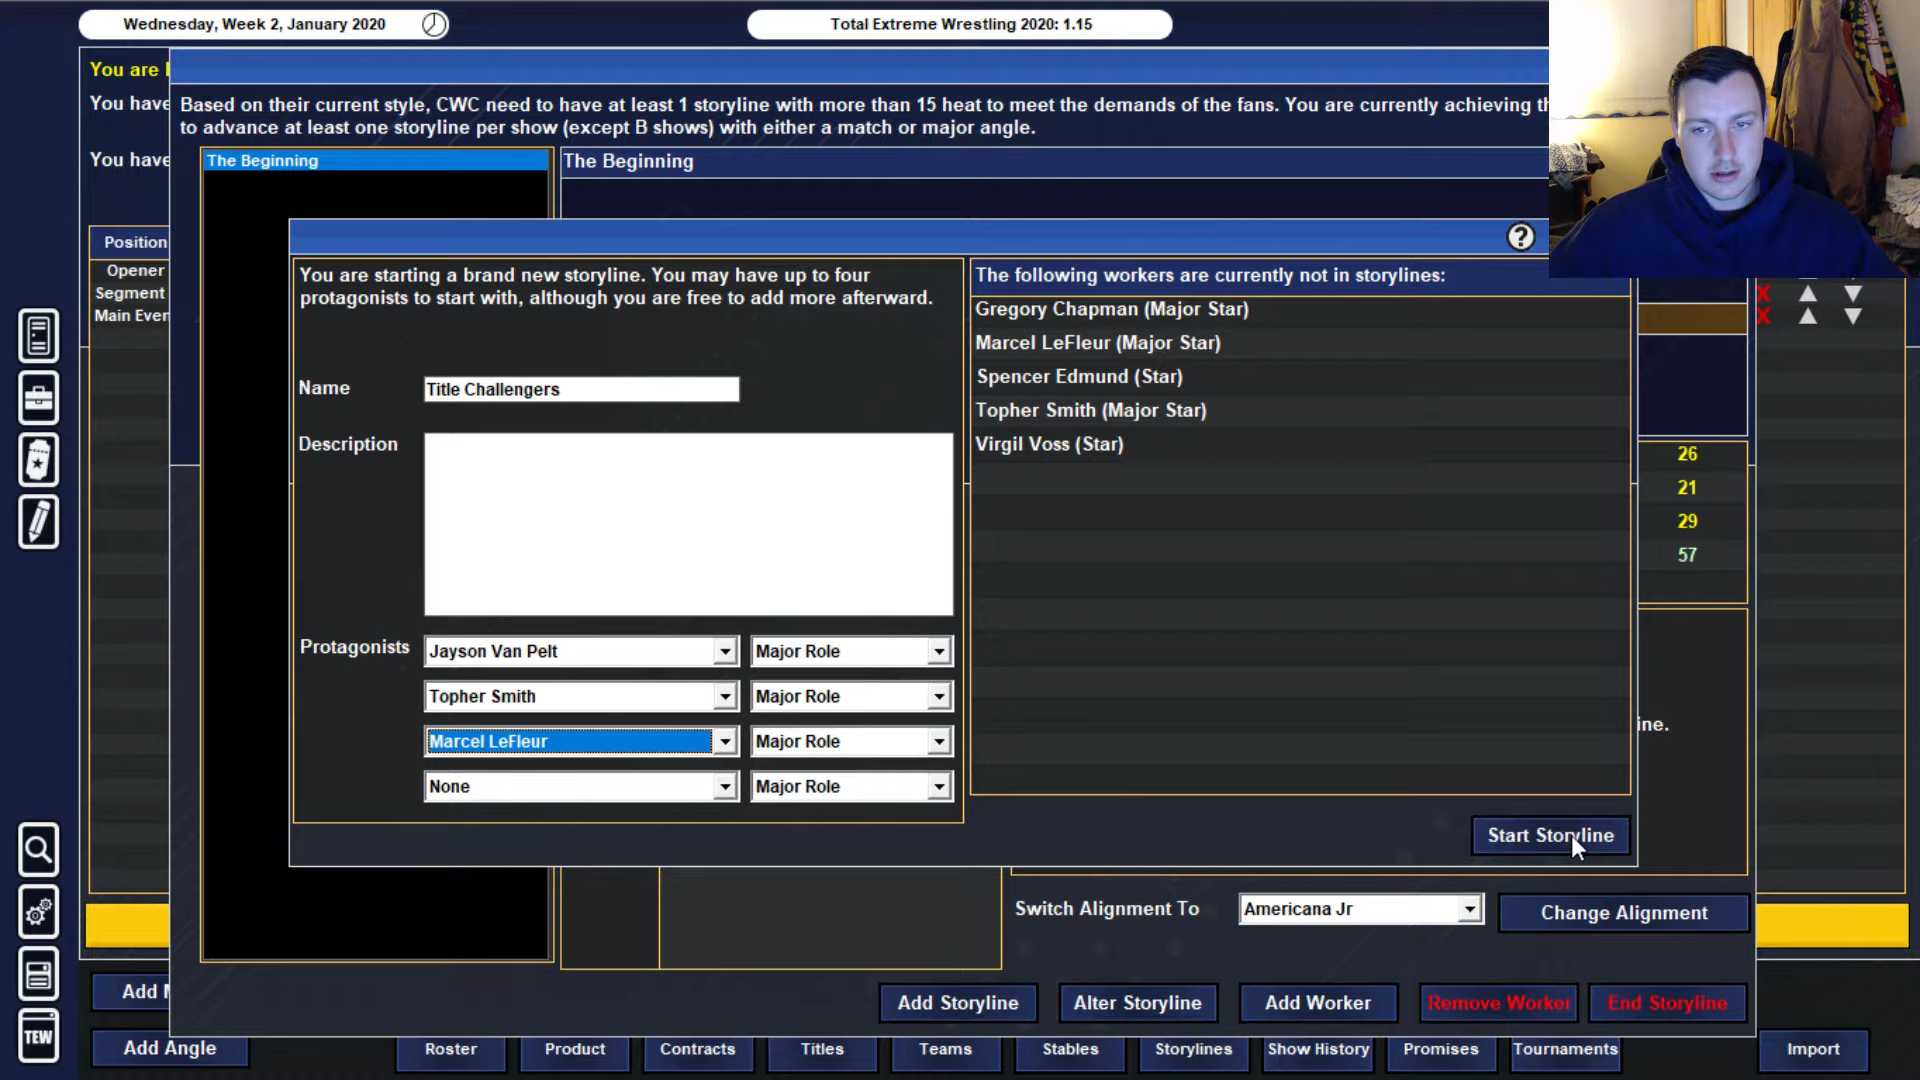 Wednesday, Week 2, January 2020
Total Extreme Wrestling 2020: 1.15
You are
You have
Based on their current style, CWC need to have at least 1 storyline with more than 15 heat to meet the demands of the fans. You are currently achieving
to advance at least one storyline per show (except B shows) with either a match or major angle.
You have
The Beginning
The Beginning
Position
Opener
Segment
Main Even
?
You are starting a brand new storyline. You may have up to four
protagonists to start with, although you are free to add more afterward.
Name
Title Challengers
Description
Protagonists
Jayson Van Pelt
Major Role
Topher Smith
Major Role
Marcel LeFleur
Major Role
None
Major Role
The following workers are currently not in storylines:
Gregory Chapman (Major Star)
Marcel LeFleur (Major Star)
Spencer Edmund (Star)
Topher Smith (Major Star)
Virgil Voss (Star)
X
X
26
21
29
57
ine.
Start Storyline
Switch Alignment To
Americana Jr
Change Alignment
Add Storyline
Alter Storyline
Add Worker
Remove Worker
End Storyline
Add
Add Angle
Roster
Product
Contracts
Titles
Teams
Stables
Storylines
Show History
Promises
Tournaments
Import
TEW